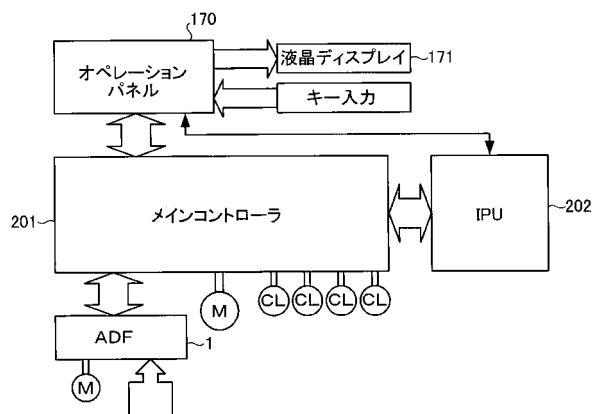 170
オペレーション
パネル
液晶ディスプレイ
171
キー入力
201
メインコントローラ
IPU
202
M
CL
CL
CL
CL
ADF
1
M